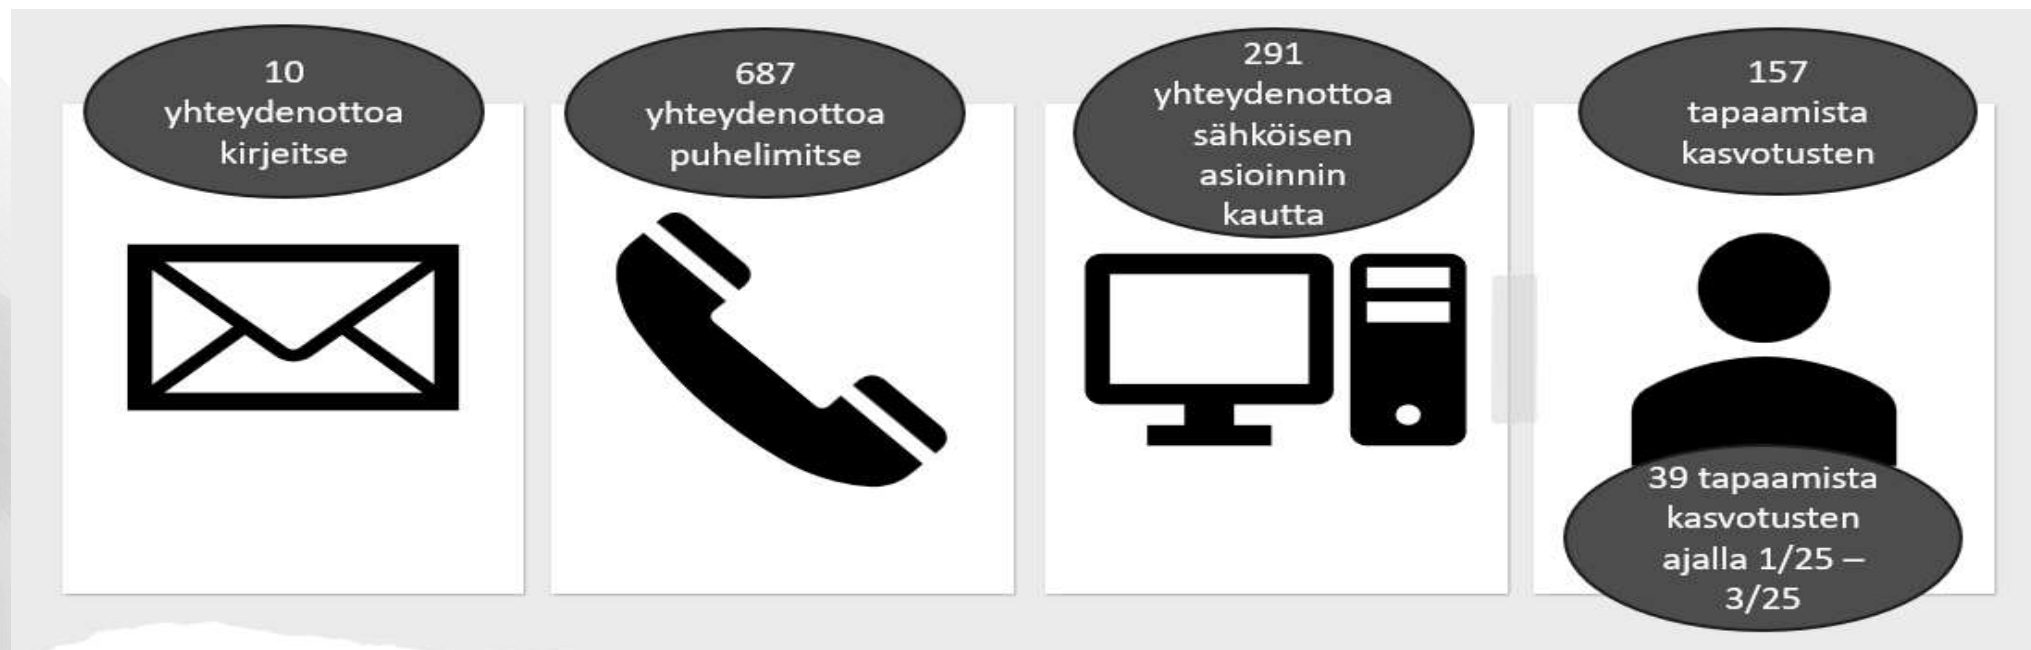 10
yhteydenottoa
kirjeitse
687
yhteydenottoa
puhelimitse
291
yhteydenottoa
sähköisen
asioinnin
kautta
157
tapaamista
kasvotusten
39 tapaamista
kasvotusten
ajalla 1/25 –
3/25